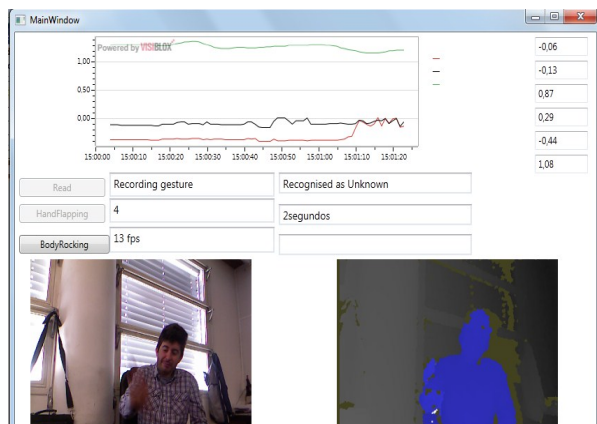 MainWindow
Powered by VISIBLOX
1.00
0.50
0.00
15:00:00 15:00:10 15:00:20 15:00:30 15:00:40 15:00:50 15:01:00 15:01:10 15:01:20
-0,06
-0,13
0,87
0,29
-0,44
1,08
Read
Recording gesture
Recognised as Unknown
HandFlapping
4
2segundos
BodyRocking
13 fps